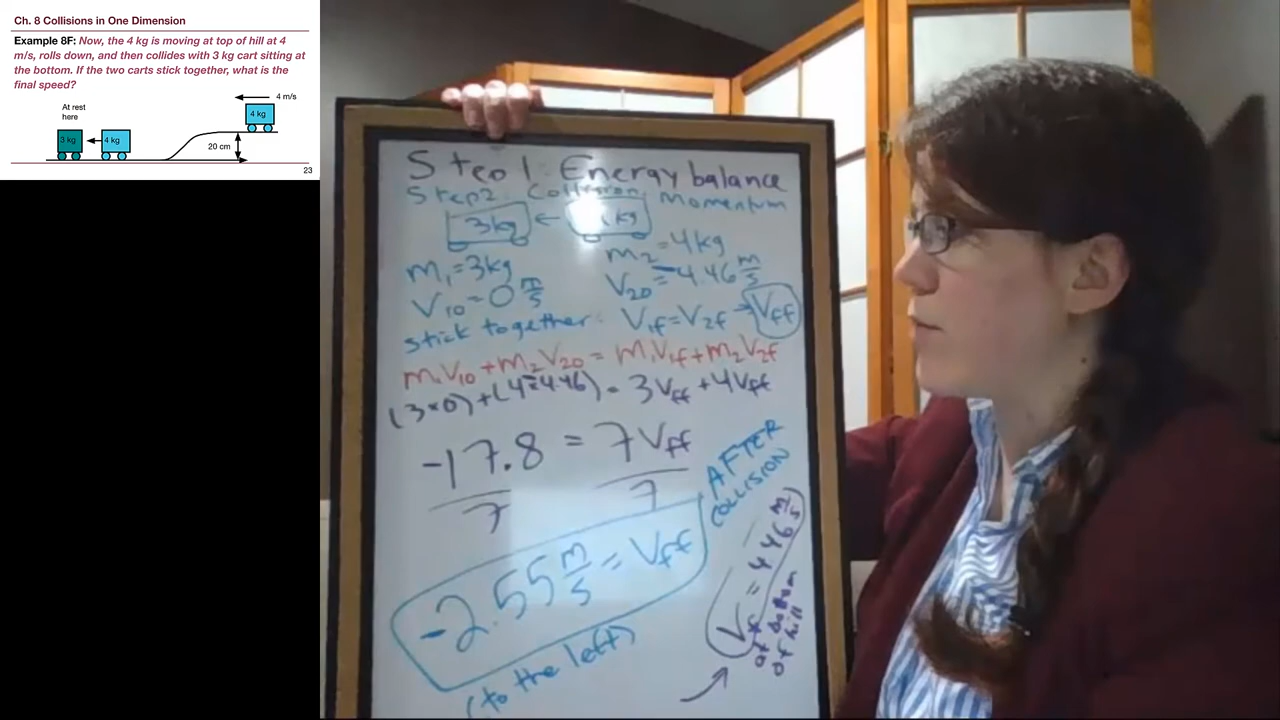 Ch. 8 Collisions in One Dimension
Example 8F: Now, the 4 kg is moving at top of hill at 4
m/s, rolls down, and then collides with 3 kg cart sitting at
the bottom. If the two carts stick together, what is the
final speed?
4 m/s
At rest
here
4 kg
3 kg
4 kg
20 cm
23
Step 1: Energy balance
Step 2: Collision, Momentum
3kg ← kg
m₁=3kg
m₂=4kg
V₁₀=0 m/s
V₂₀=-4.46 m/s
stick together: V₁f=V₂f → Vff
m₁V₁₀+m₂V₂₀ = m₁V₁f+m₂V₂f
(3*0)+(4*-4.46) = 3Vff+4Vff
-17.8 = 7Vff
7 7
AFTER
COLLISION
-2.55 m/s = Vff
(to the left)
Vf = 4.46 m/s
at bottom
of hill